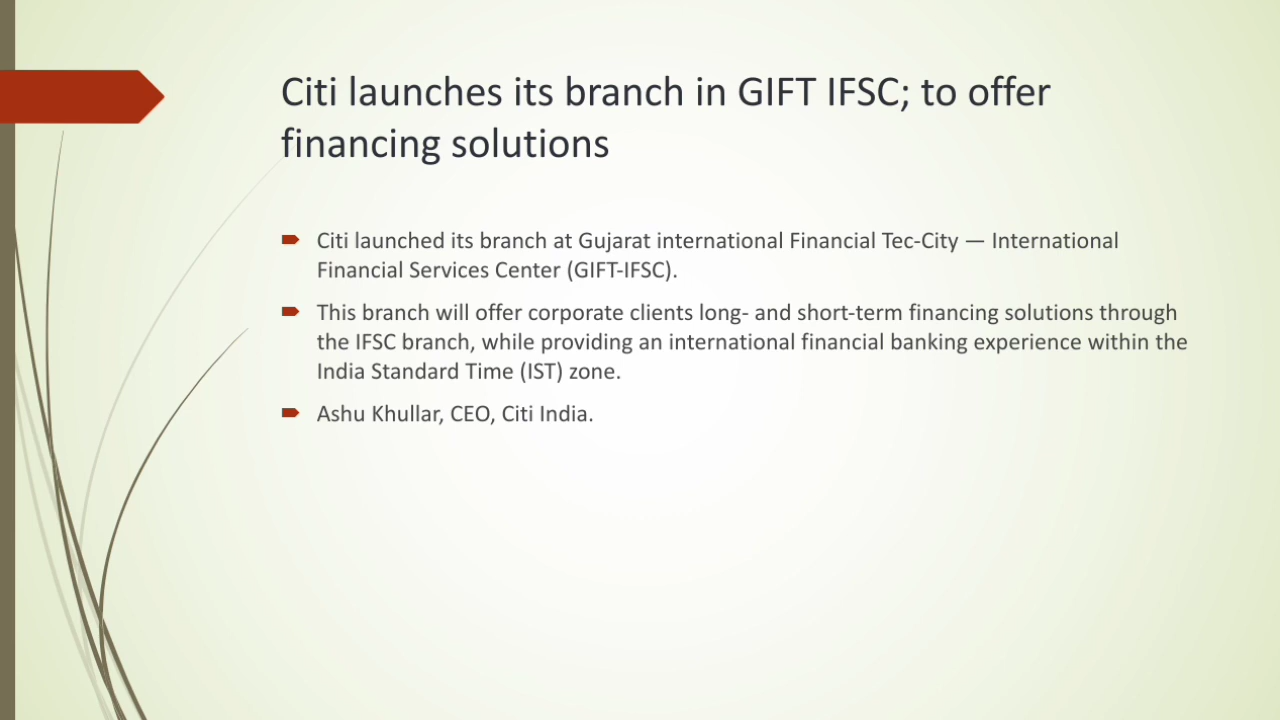 Citi launches its branch in GIFT IFSC; to offer
financing solutions
Citi launched its branch at Gujarat international Financial Tec-City — International
Financial Services Center (GIFT-IFSC).
This branch will offer corporate clients long- and short-term financing solutions through
the IFSC branch, while providing an international financial banking experience within the
India Standard Time (IST) zone.
Ashu Khullar, CEO, Citi India.